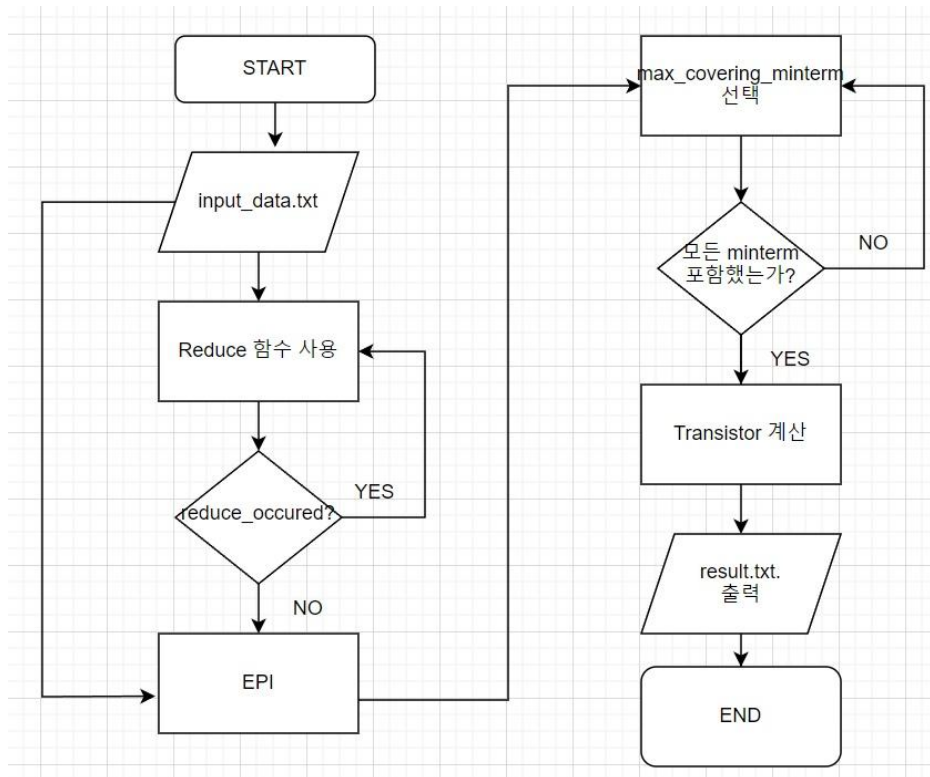 START
input_data.txt
Reduce 함수 사용
reduce_occured?
YES
NO
EPI
max_covering_minterm
선택
모든 minterm
포함했는가?
NO
YES
Transistor 계산
result.txt.
출력
END